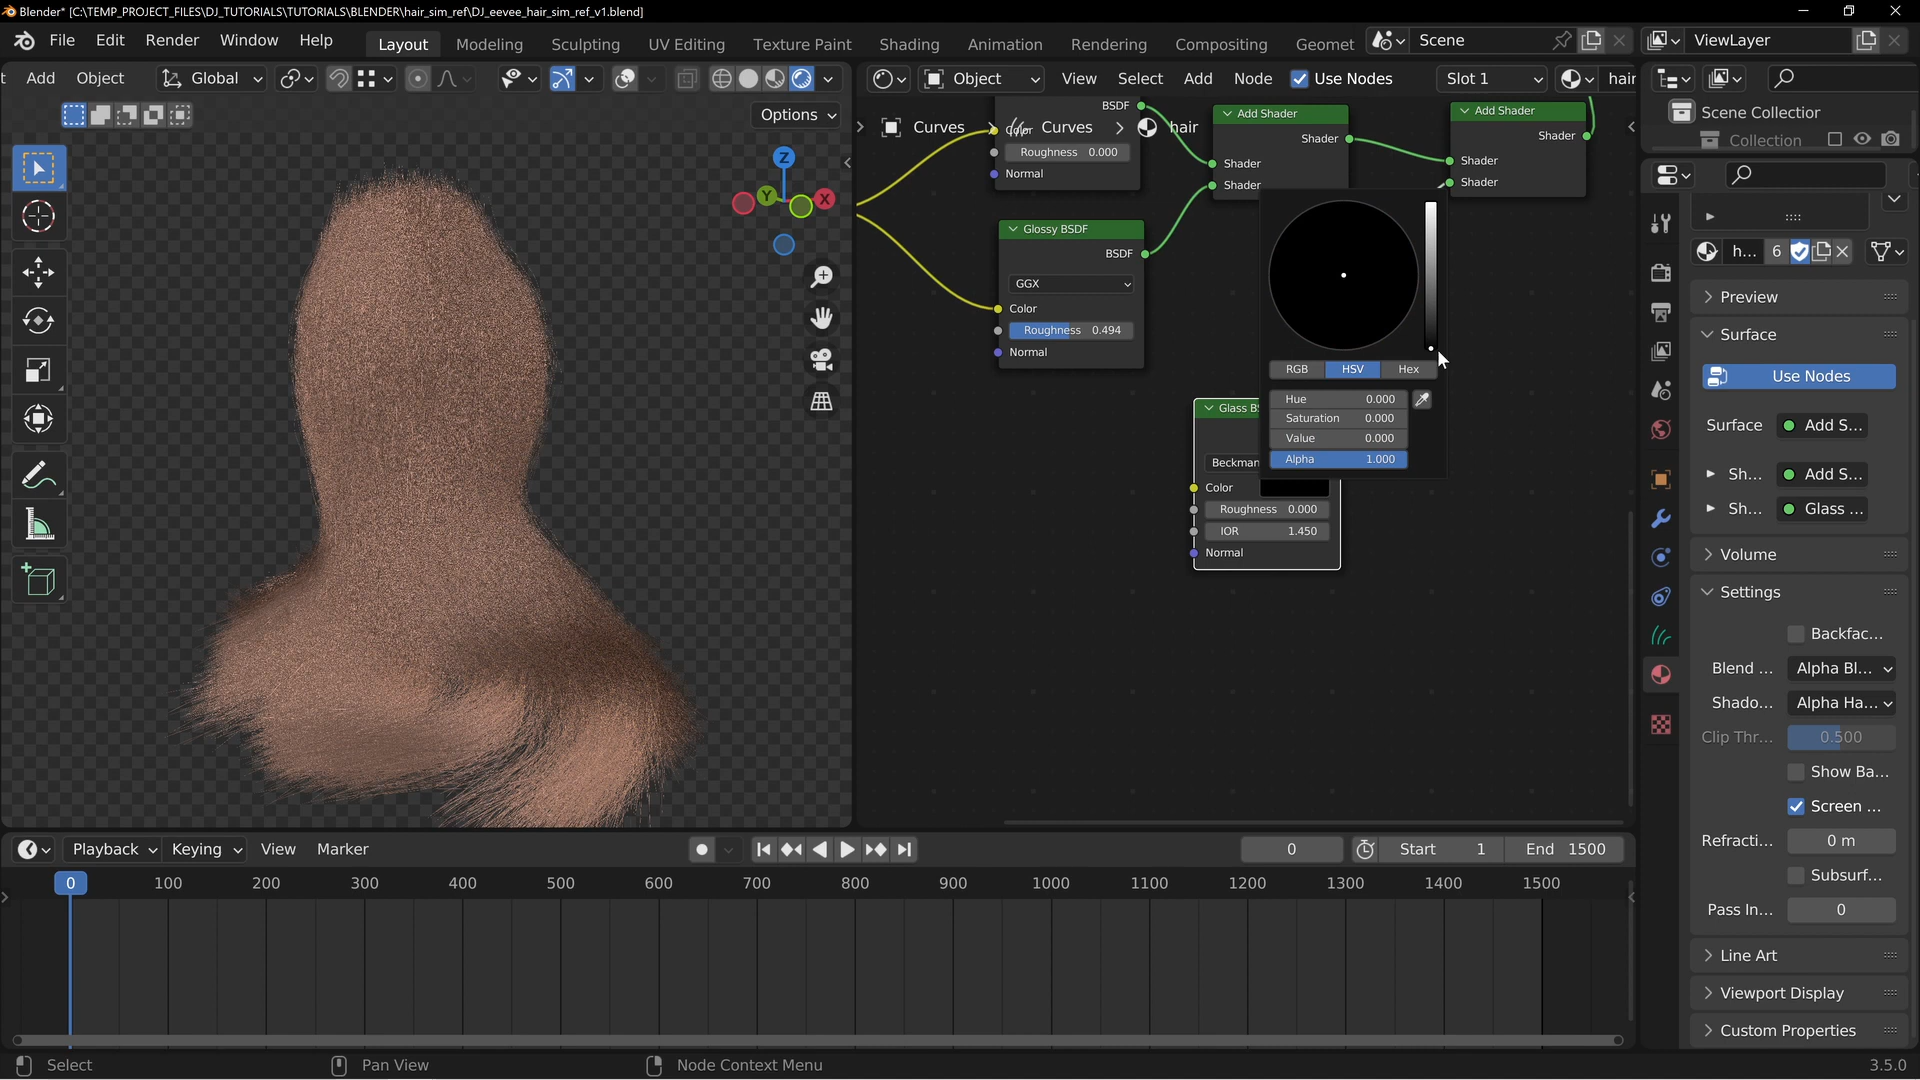 Blender* [C:\TEMP_PROJECT_FILES\DJ_TUTORIALS\TUTORIALS\BLENDER\hair_sim_ref\DJ_eevee_hair_sim_ref_v1.blend]
File Edit Render Window Help Layout Modeling Sculpting UV Editing Texture Paint Shading Animation Rendering Compositing Geomet Scene ViewLayer
t Add Object Global Object View Select Add Node Use Nodes Slot 1 hair
Options
Z
Y X
Curves Curves hair
BSDF
Color
Roughness 0.000
Normal
Add Shader
Shader
Shader
Shader
Add Shader
Shader
Shader
Shader
Glossy BSDF
BSDF
GGX
Color
Roughness 0.494
Normal
RGB HSV Hex
Hue 0.000
Saturation 0.000
Value 0.000
Alpha 1.000
Glass BS
Beckman
Color
Roughness 0.000
IOR 1.450
Normal
Scene Collection
Collection
h... 6
Preview
Surface
Use Nodes
Surface Add S...
Sh... Add S...
Sh... Glass ...
Volume
Settings
Backfac...
Blend ... Alpha Bl...
Shado... Alpha Ha...
Clip Thr... 0.500
Show Ba...
Screen ...
Refracti... 0 m
Subsurf...
Pass In... 0
Line Art
Viewport Display
Custom Properties
Playback Keying View Marker 0 Start 1 End 1500
0 100 200 300 400 500 600 700 800 900 1000 1100 1200 1300 1400 1500
Select Pan View Node Context Menu 3.5.0